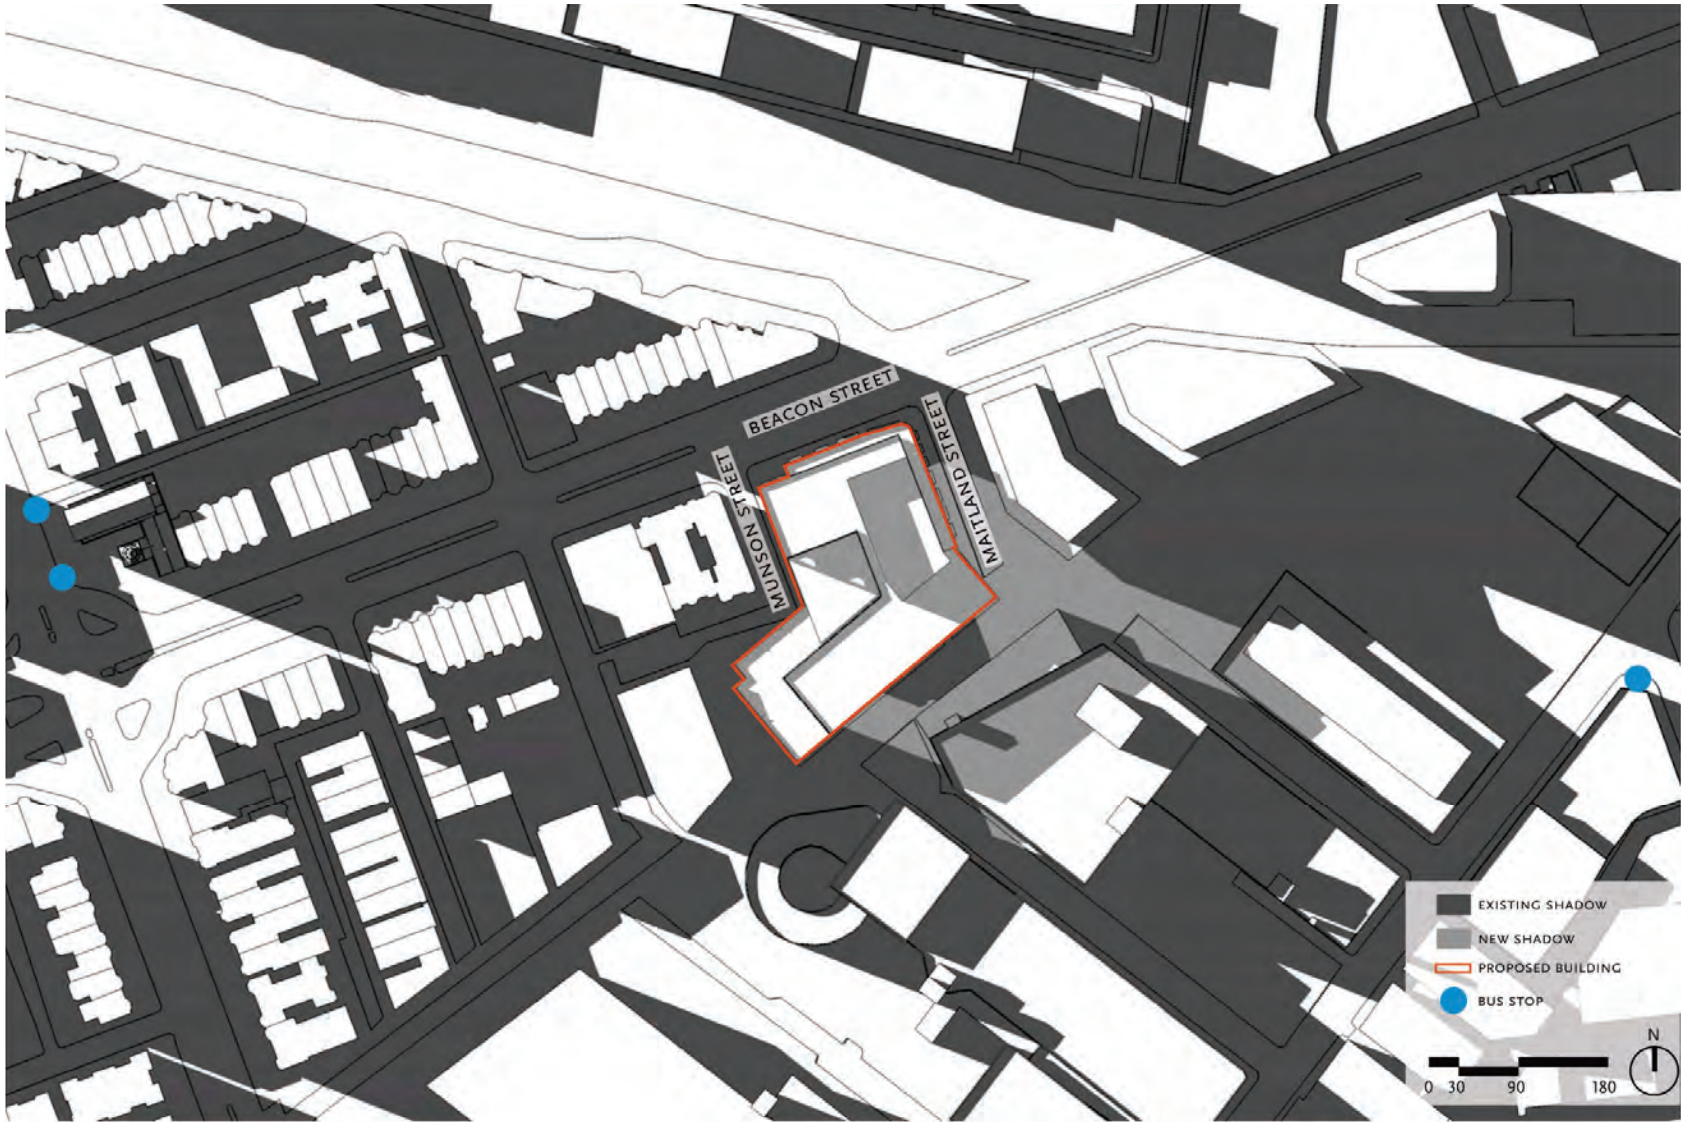 BEACON STREET
MUNSON STREET
MAITLAND STREET
EXISTING SHADOW
NEW SHADOW
PROPOSED BUILDING
BUS STOP
N
0 30 90 180